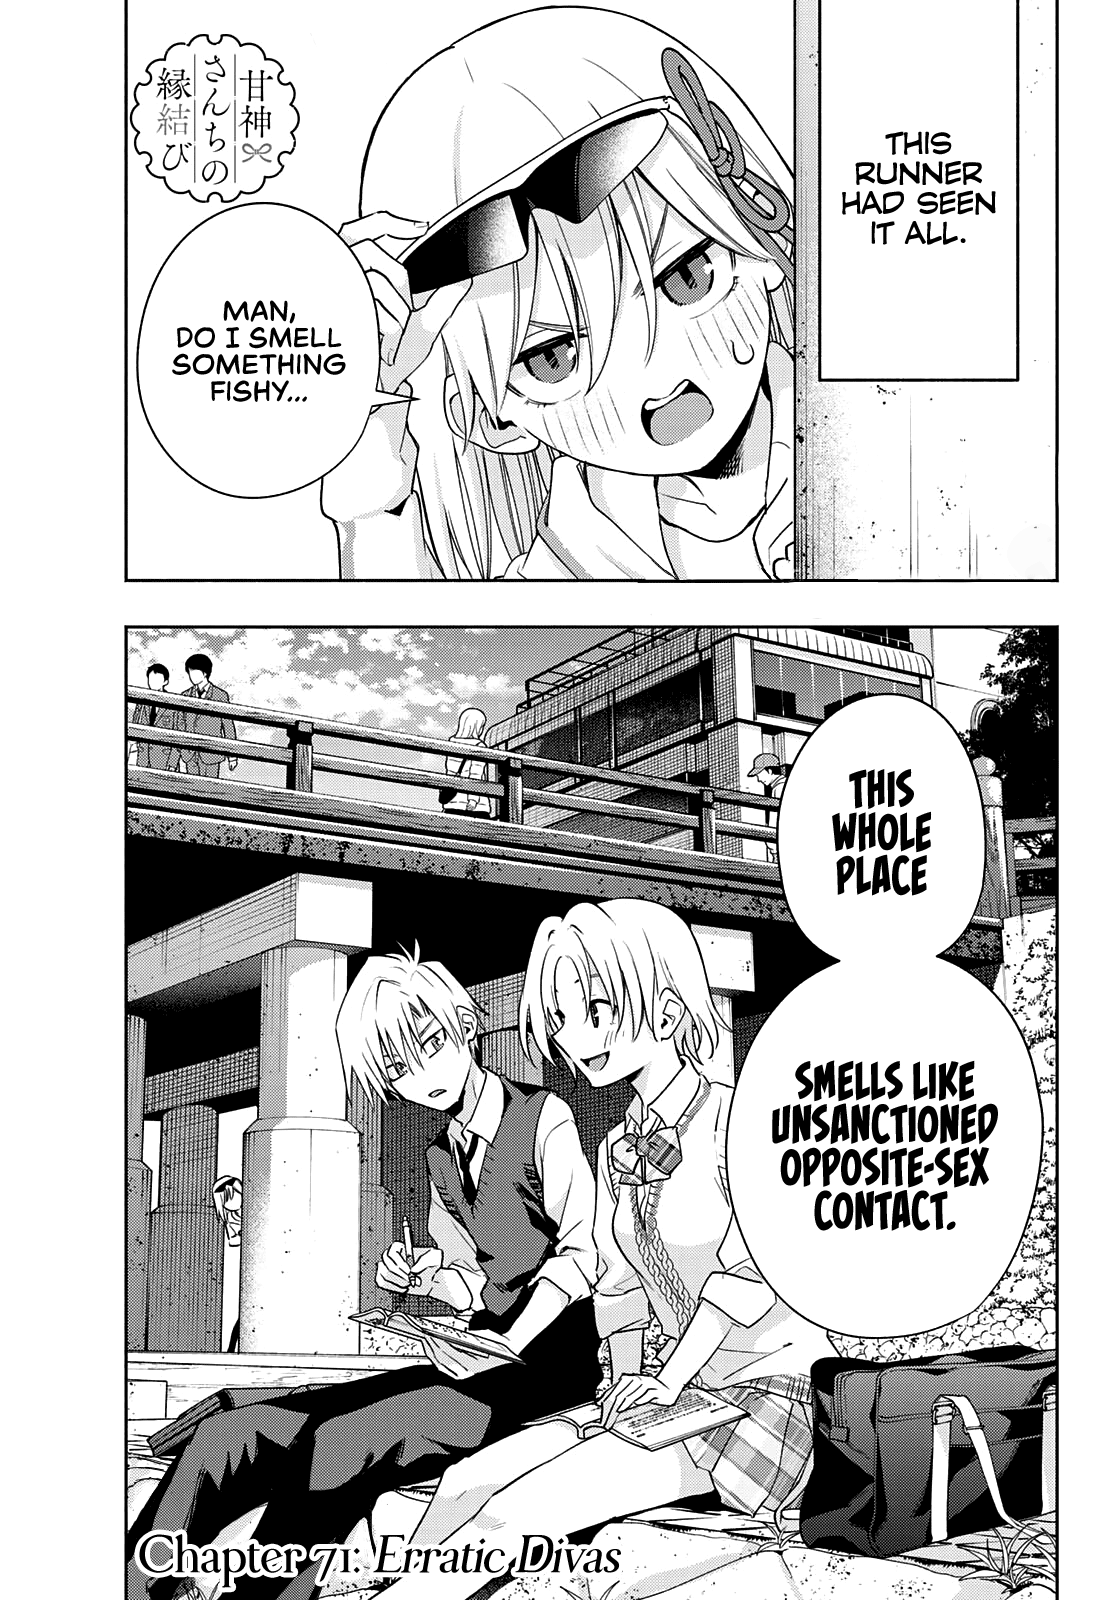 THIS
RUNNER
HAD SEEN
IT ALL.
甘神
さんちの
縁結び
MAN,
DO I SMELL
SOMETHING
FISHY...
THIS
WHOLE
PLACE
SMELLS LIKE
UNSANCTIONED
OPPOSITE-SEX
CONTACT.
Chapter 71: Erratic Divas